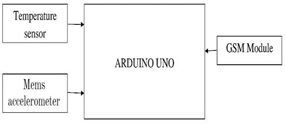 Temperature
sensor
ARDUINO UNO
GSM Module
Mems
accelerometer